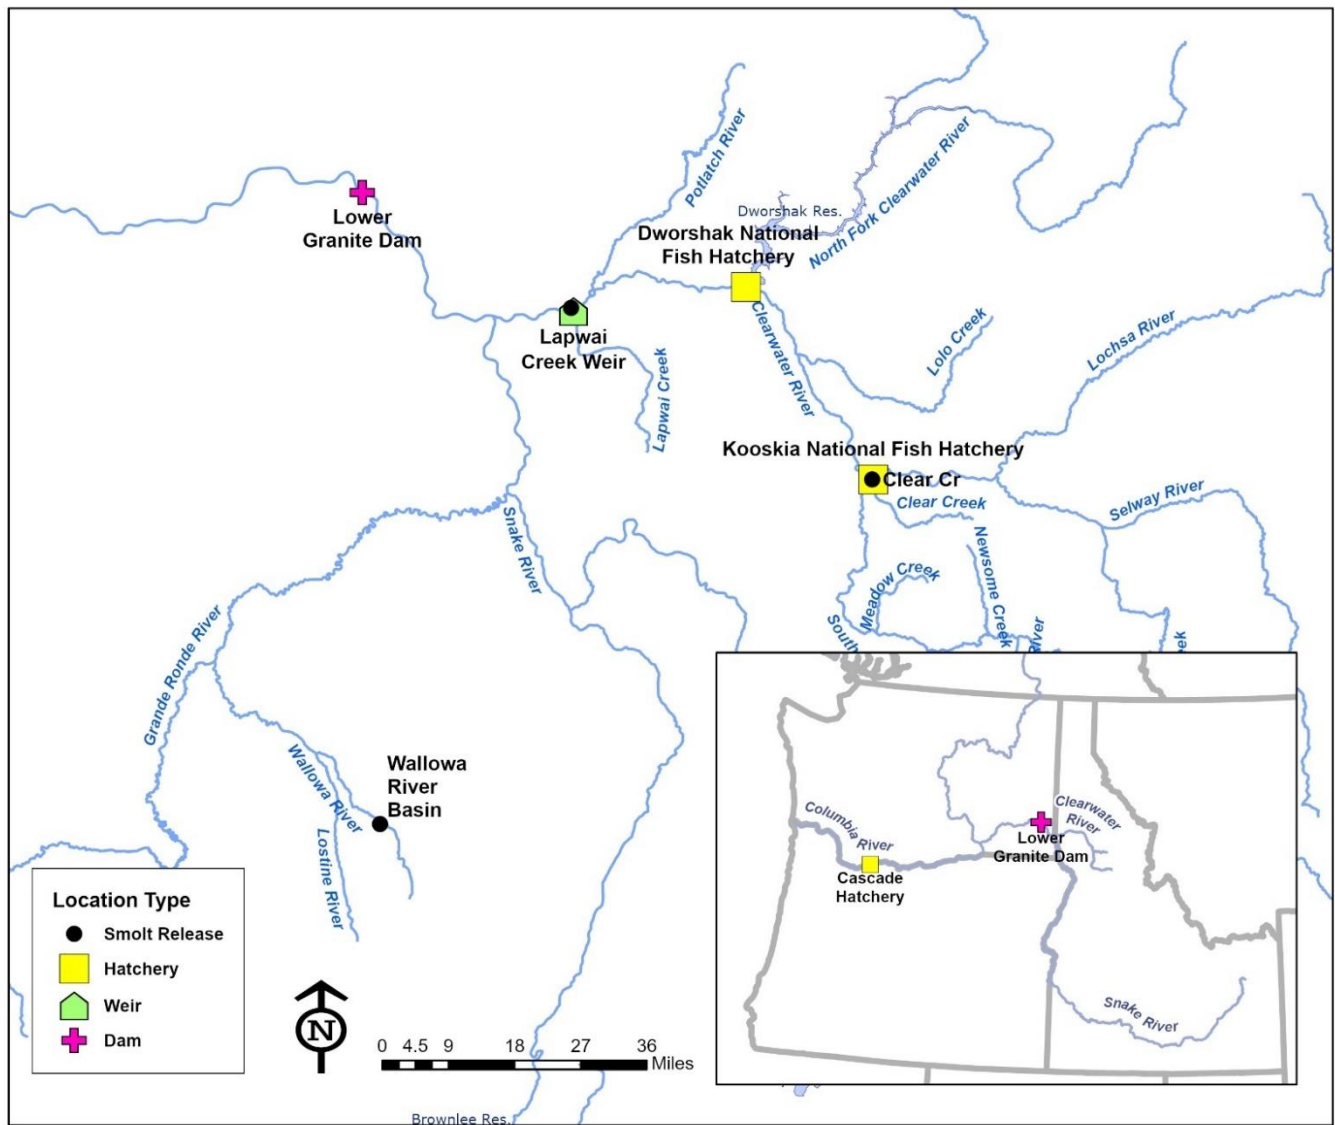 Potlatch River
Dworshak Res.
North Fork Clearwater River
Lower
Granite Dam
Dworshak National
Fish Hatchery
Lapwai
Creek Weir
Lapwai Creek
Clearwater River
Lolo Creek
Lochsa River
Kooskia National Fish Hatchery
Clear Cr
Clear Creek
Selway River
Snake River
Newsome Creek
Meadow Creek
South
River
eek
Grande Ronde River
Wallowa River
Lostine River
Wallowa
River
Basin
Columbia
River
Clearwater
River
Lower
Granite Dam
Cascade
Hatchery
Snake River
Location Type
Smolt Release
Hatchery
Weir
Dam
N
0 4.5 9 18 27 36
Miles
Brownlee Res.